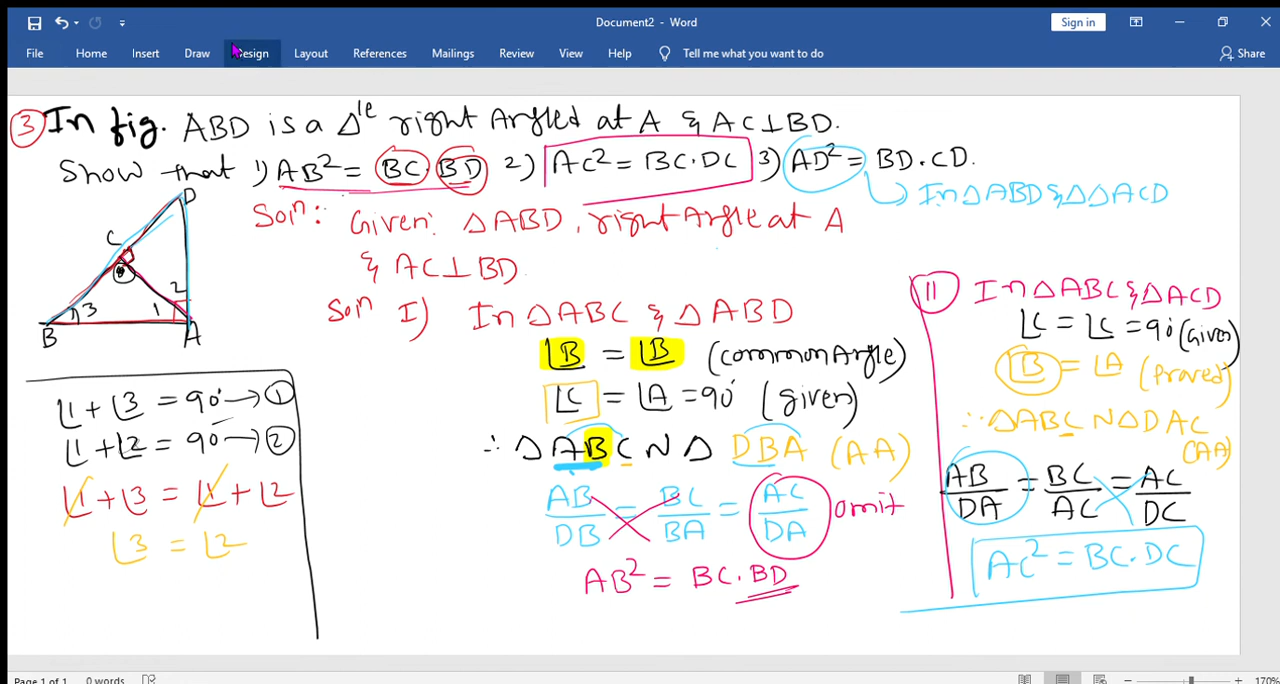 Document2 - Word
Sign in
File Home Insert Draw Design Layout References Mailings Review View Help Tell me what you want to do Share
③ In fig. ABD is a Δ^le right Angled at A & AC⊥BD.
Show that 1) AB² = BC·BD 2) AC² = BC·DC 3) AD² = BD·CD.
In ΔABD & ΔΔACD
Soln: Given: ΔABD, right Angle at A
& AC⊥BD
D
C
2
3
1
B
A
Soln I) In ΔABC & ΔABD
∠B = ∠B (common Angle)
∠C = ∠A = 90° (given)
∴ ΔABC ~ Δ DBA (AA)
AB/DB = BC/BA = AC/DA omit
AB² = BC·BD
∠1 + ∠3 = 90° → ①
∠1 + ∠2 = 90° → ②
∠1 + ∠3 = ∠1 + ∠2
∠3 = ∠2
II In ΔABC & ΔACD
∠C = ∠C = 90° (Given)
∠B = ∠A (Proved)
∴ ΔABC ~ ΔDAC
(AA)
AB/DA = BC/AC = AC/DC
AC² = BC·DC
Page 1 of 1 0 words
170%